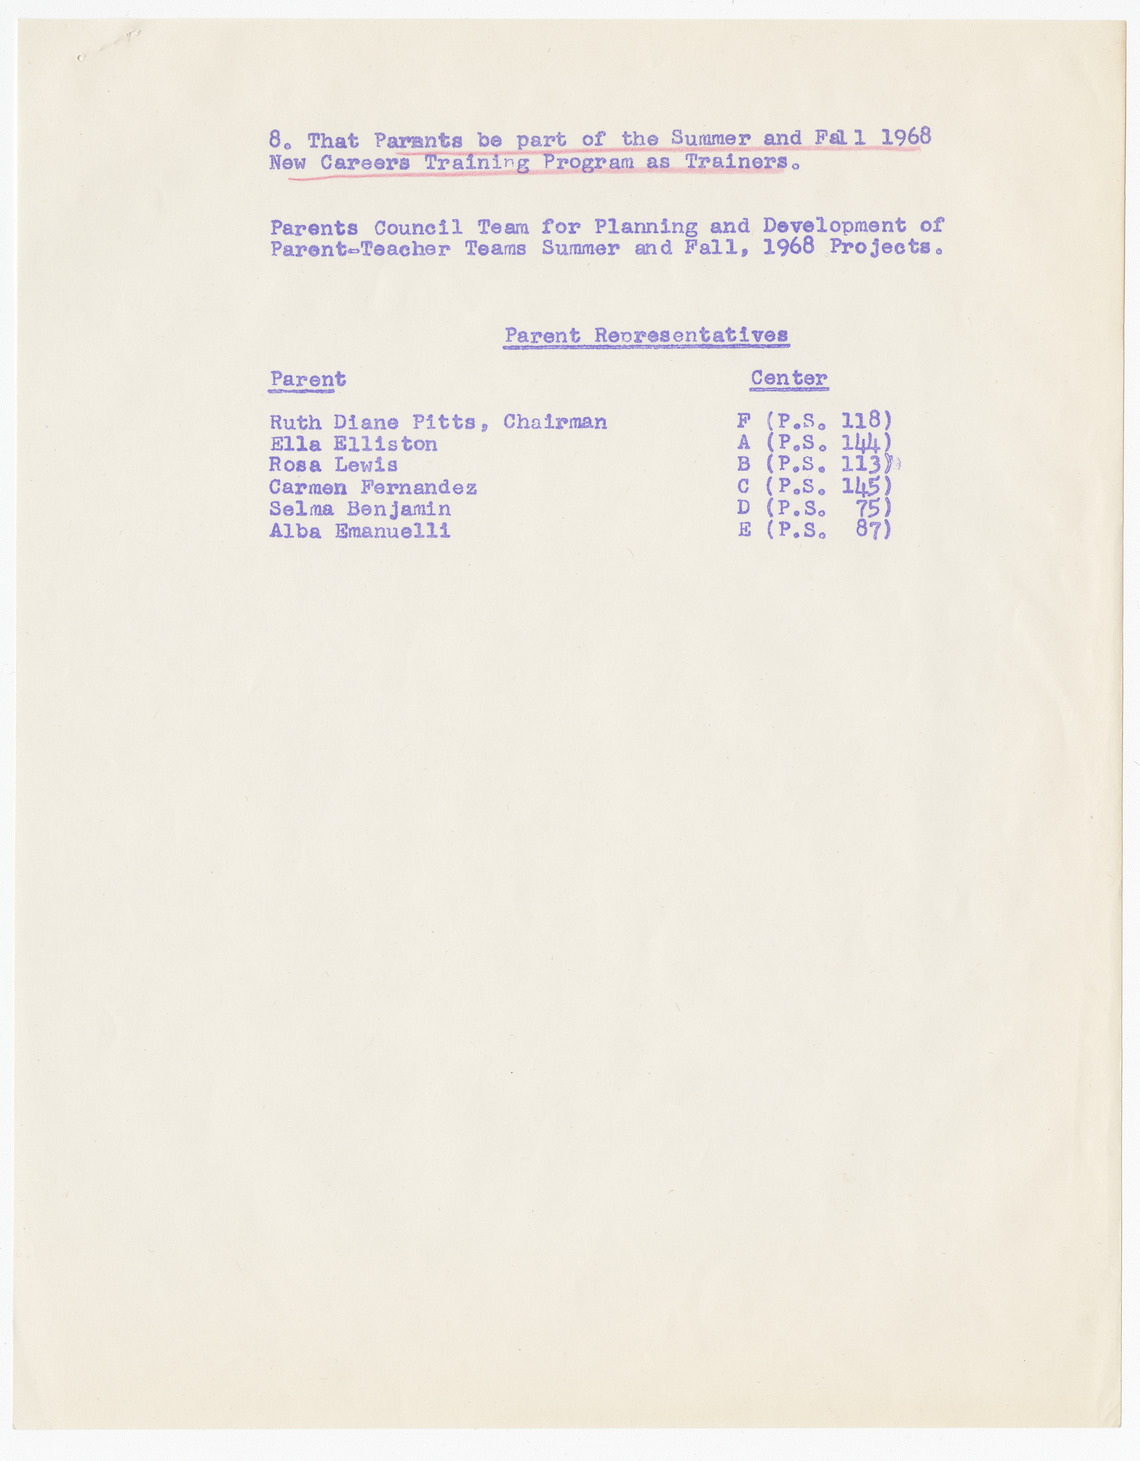 8. That Parents be part of the Summer and Fall 1968
New Careers Training Program as Trainers.
Parents Council Team for Planning and Development of
Parent-Teacher Teams Summer and Fall, 1968 Projects.
Parent Representatives
Parent Center
Ruth Diane Pitts, Chairman F (P.S. 118)
Ella Elliston A (P.S. 144)
Rosa Lewis B (P.S. 113)
Carmen Fernandez C (P.S. 145)
Selma Benjamin D (P.S. 75)
Alba Emanuelli E (P.S. 87)